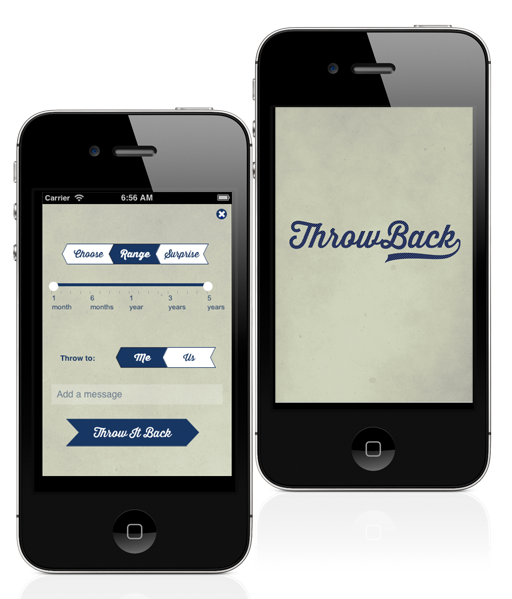 Carrier 6:56 AM
Choose Range Surprise
1 month 6 months 1 year 3 years 5 years
Throw to: Me Us
Add a message
Throw It Back
ThrowBack